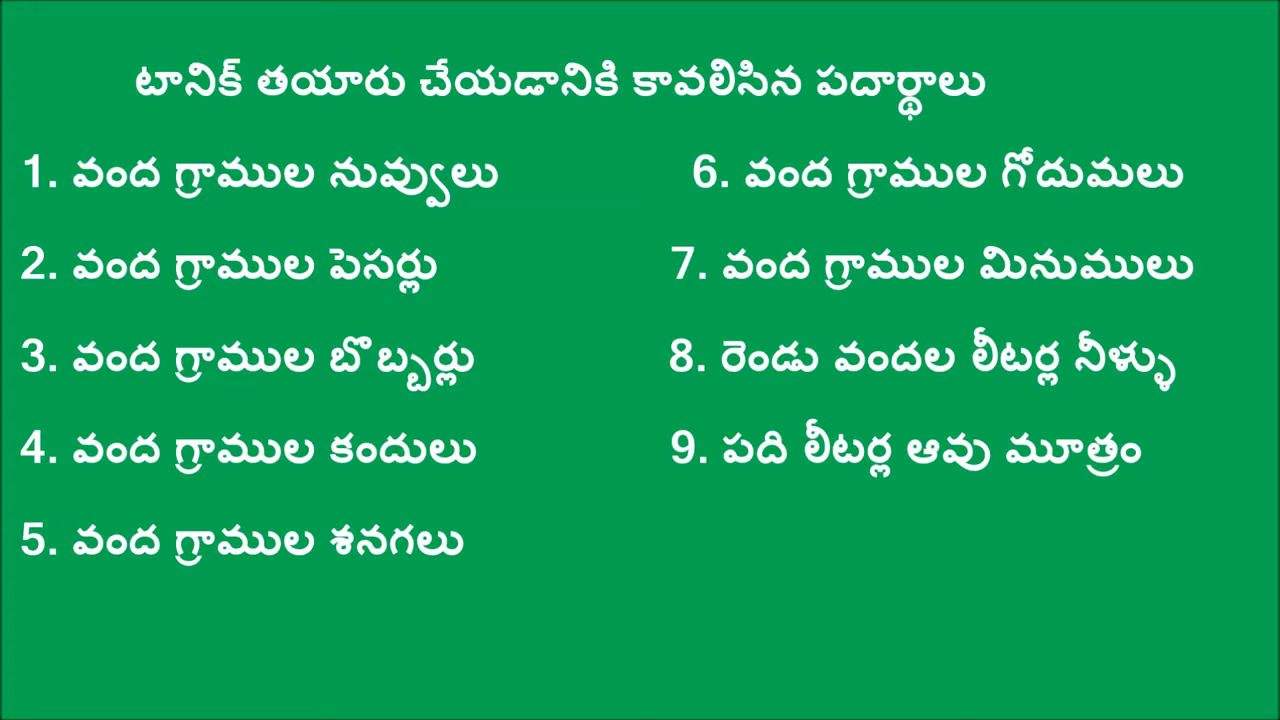 టానిక్ తయారు చేయడానికి కావలిసిన పదార్థాలు
1. వంద గ్రాముల నువ్వులు
2. వంద గ్రాముల పెసర్లు
3. వంద గ్రాముల బొబ్బర్లు
4. వంద గ్రాముల కందులు
5. వంద గ్రాముల శనగలు
6. వంద గ్రాముల గోదుమలు
7. వంద గ్రాముల మినుములు
8. రెండు వందల లీటర్ల నీళ్ళు
9. పది లీటర్ల ఆవు మూత్రం